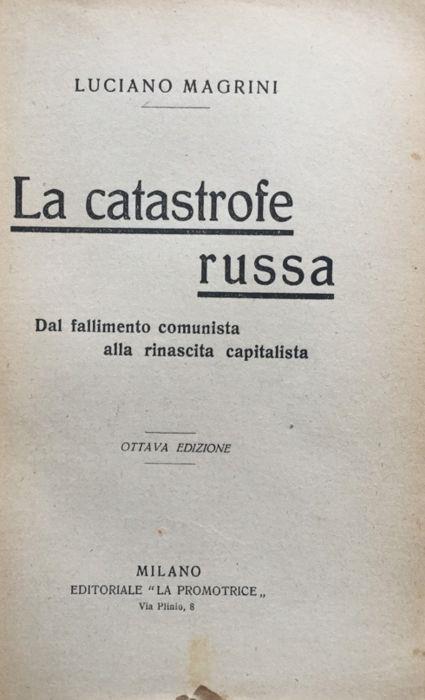 LUCIANO MAGRINI
La catastrofe
russa
Dal fallimento comunista
alla rinascita capitalista
OTTAVA EDIZIONE
MILANO
EDITORIALE "LA PROMOTRICE„
Via Plinio, 8